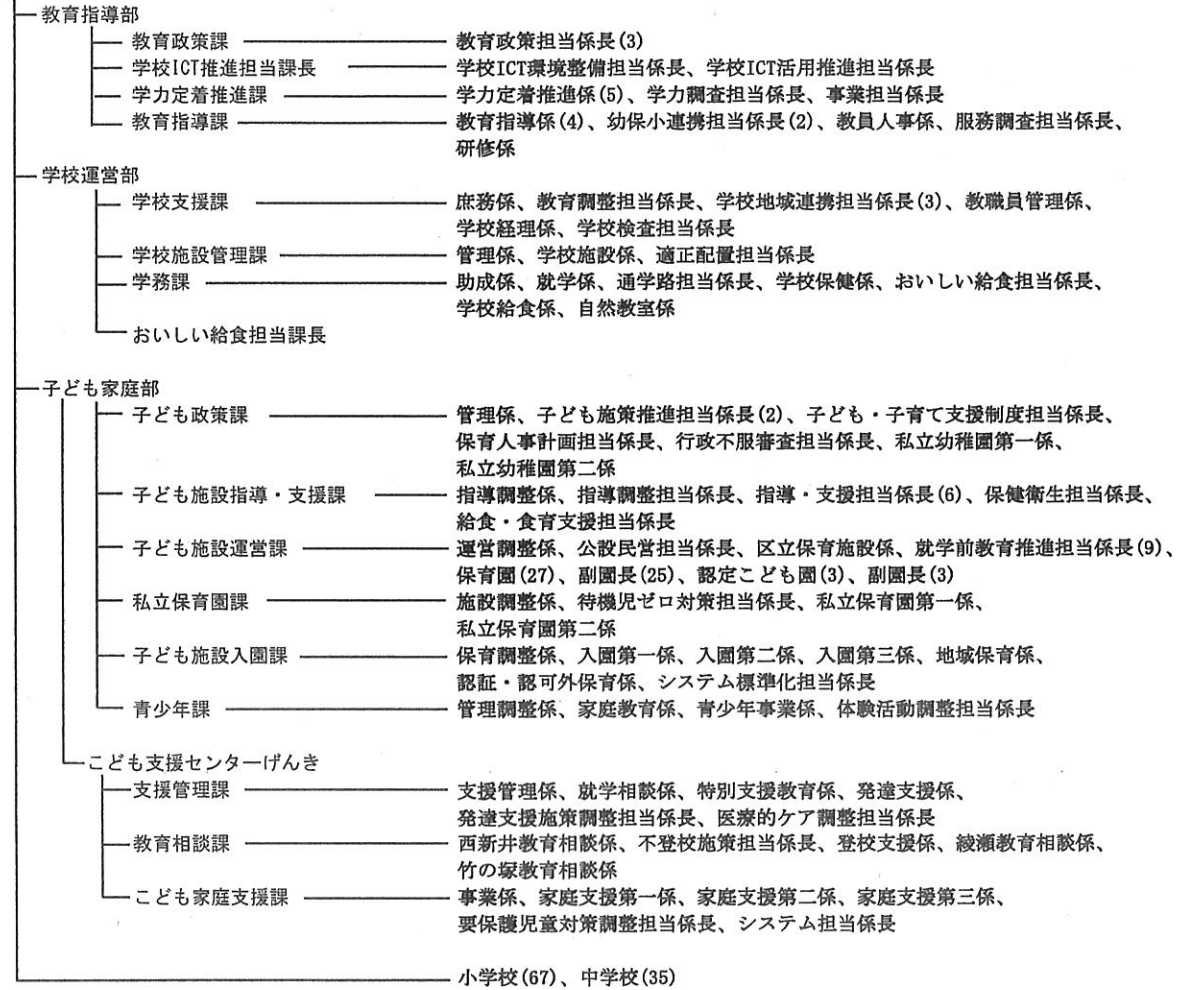 教育指導部
教育政策課 教育政策担当係長(3)
学校ICT推進担当課長 学校ICT環境整備担当係長、学校ICT活用推進担当係長
学力定着推進課 学力定着推進係(5)、学力調査担当係長、事業担当係長
教育指導課 教育指導係(4)、幼保小連携担当係長(2)、教員人事係、服務調査担当係長、
研修係
学校運営部
学校支援課 庶務係、教育調整担当係長、学校地域連携担当係長(3)、教職員管理係、
学校経理係、学校検査担当係長
学校施設管理課 管理係、学校施設係、適正配置担当係長
学務課 助成係、就学係、通学路担当係長、学校保健係、おいしい給食担当係長、
学校給食係、自然教室係
おいしい給食担当課長
子ども家庭部
子ども政策課 管理係、子ども施策推進担当係長(2)、子ども・子育て支援制度担当係長、
保育人事計画担当係長、行政不服審査担当係長、私立幼稚園第一係、
私立幼稚園第二係
子ども施設指導・支援課 指導調整係、指導調整担当係長、指導・支援担当係長(6)、保健衛生担当係長、
給食・食育支援担当係長
子ども施設運営課 運営調整係、公設民営担当係長、区立保育施設係、就学前教育推進担当係長(9)、
保育園(27)、副園長(25)、認定こども園(3)、副園長(3)
私立保育園課 施設調整係、待機児ゼロ対策担当係長、私立保育園第一係、
私立保育園第二係
子ども施設入園課 保育調整係、入園第一係、入園第二係、入園第三係、地域保育係、
認証・認可外保育係、システム標準化担当係長
青少年課 管理調整係、家庭教育係、青少年事業係、体験活動調整担当係長
こども支援センターげんき
支援管理課 支援管理係、就学相談係、特別支援教育係、発達支援係、
発達支援施策調整担当係長、医療的ケア調整担当係長
教育相談課 西新井教育相談係、不登校施策担当係長、登校支援係、綾瀬教育相談係、
竹の塚教育相談係
こども家庭支援課 事業係、家庭支援第一係、家庭支援第二係、家庭支援第三係、
要保護児童対策調整担当係長、システム担当係長
小学校(67)、中学校(35)